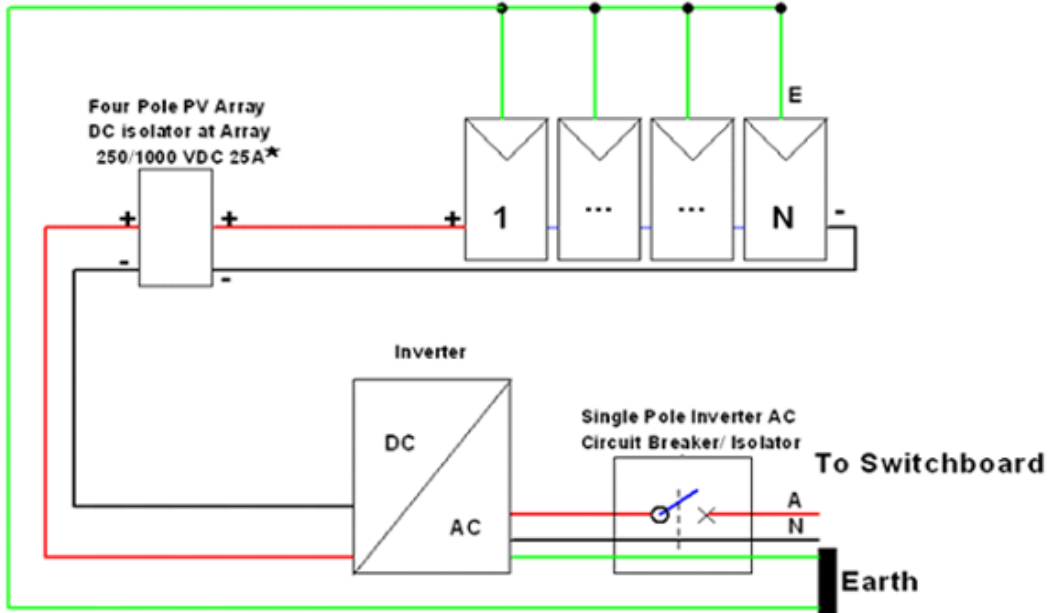 E
Four Pole PV Array
DC isolator at Array
250/1000 VDC 25A★
+ + + 1 ... ... N -
- -
Inverter
DC
AC
Single Pole Inverter AC
Circuit Breaker/ Isolator
To Switchboard
A
N
Earth